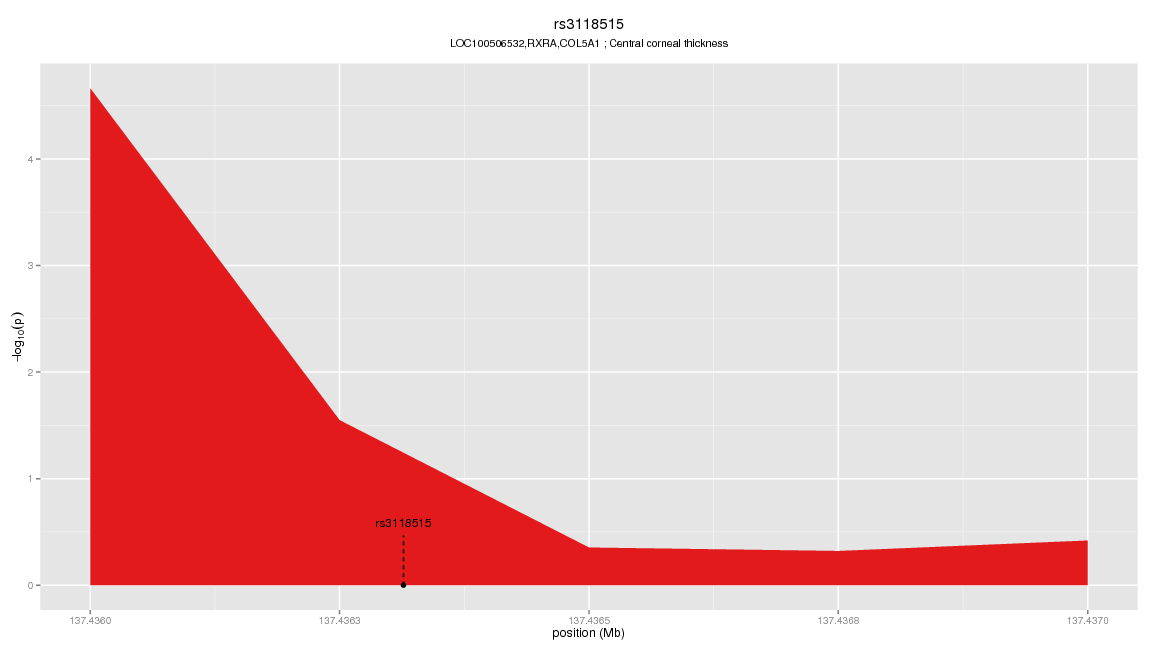 rs3118515
LOC100506532,RXRA,COL5A1 ; Central corneal thickness
4
3
2
1
0
−log10(p)
rs3118515
137.4360 137.4363 137.4365 137.4368 137.4370
position (Mb)